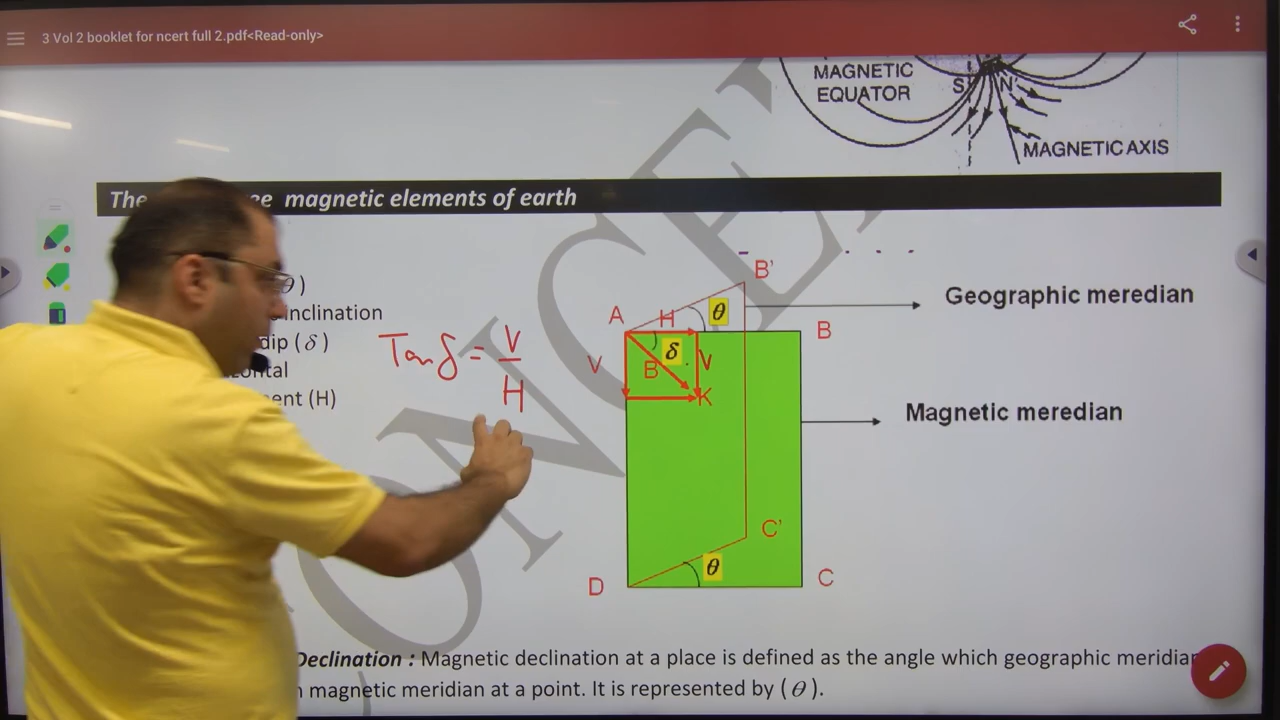 3 Vol 2 booklet for ncert full 2.pdf<Read-only>
MAGNETIC
EQUATOR
S N'
MAGNETIC AXIS
The magnetic elements of earth
θ)
inclination
dip (δ)
(H)
Tan δ = V/H
B'
A H θ
Geographic meredian
B
V B δ V
K
Magnetic meredian
C'
D θ C
Declination : Magnetic declination at a place is defined as the angle which geographic meridian
magnetic meridian at a point. It is represented by (θ).